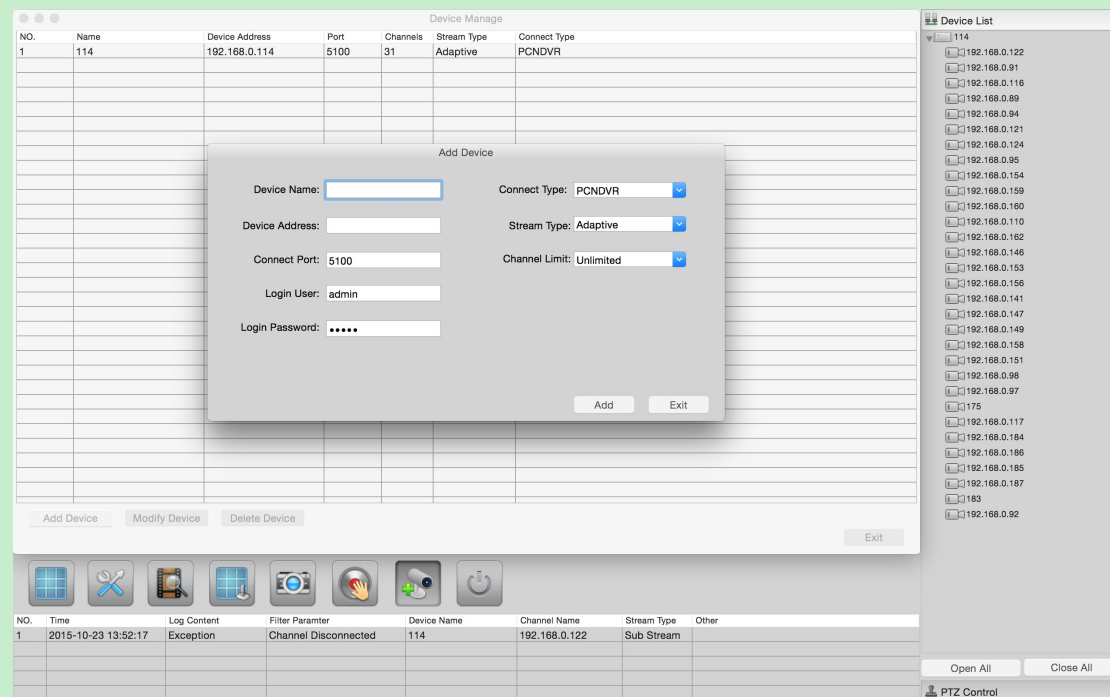 Device Manage
NO. Name Device Address Port Channels Stream Type Connect Type
1 114 192.168.0.114 5100 31 Adaptive PCNDVR
Add Device
Device Name: Connect Type: PCNDVR
Device Address: Stream Type: Adaptive
Connect Port: 5100 Channel Limit: Unlimited
Login User: admin
Login Password: •••••
Add Exit
Add Device Modify Device Delete Device
Exit
NO. Time Log Content Filter Paramter Device Name Channel Name Stream Type Other
1 2015-10-23 13:52:17 Exception Channel Disconnected 114 192.168.0.122 Sub Stream
Device List
114
192.168.0.122
192.168.0.91
192.168.0.116
192.168.0.89
192.168.0.94
192.168.0.121
192.168.0.124
192.168.0.95
192.168.0.154
192.168.0.159
192.168.0.160
192.168.0.110
192.168.0.162
192.168.0.146
192.168.0.153
192.168.0.156
192.168.0.141
192.168.0.147
192.168.0.149
192.168.0.158
192.168.0.151
192.168.0.98
192.168.0.97
175
192.168.0.117
192.168.0.184
192.168.0.186
192.168.0.185
192.168.0.187
183
192.168.0.92
Open All Close All
PTZ Control